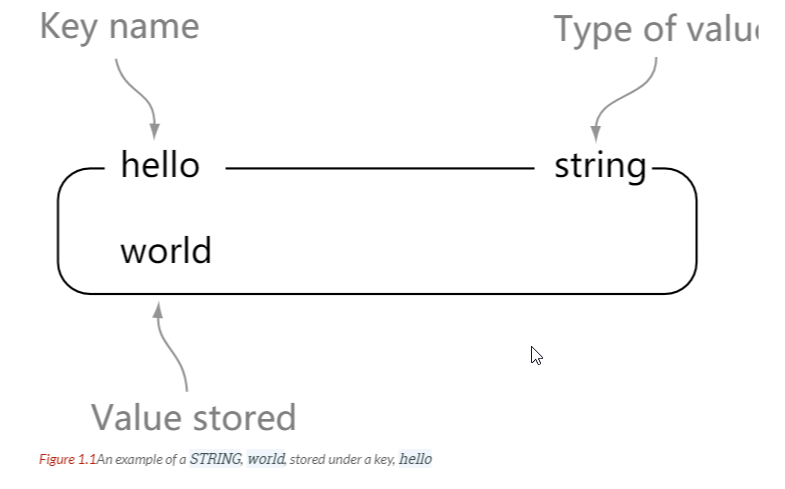 Key name
Type of valu
hello
string
world
Value stored
Figure 1.1An example of a STRING, world, stored under a key, hello